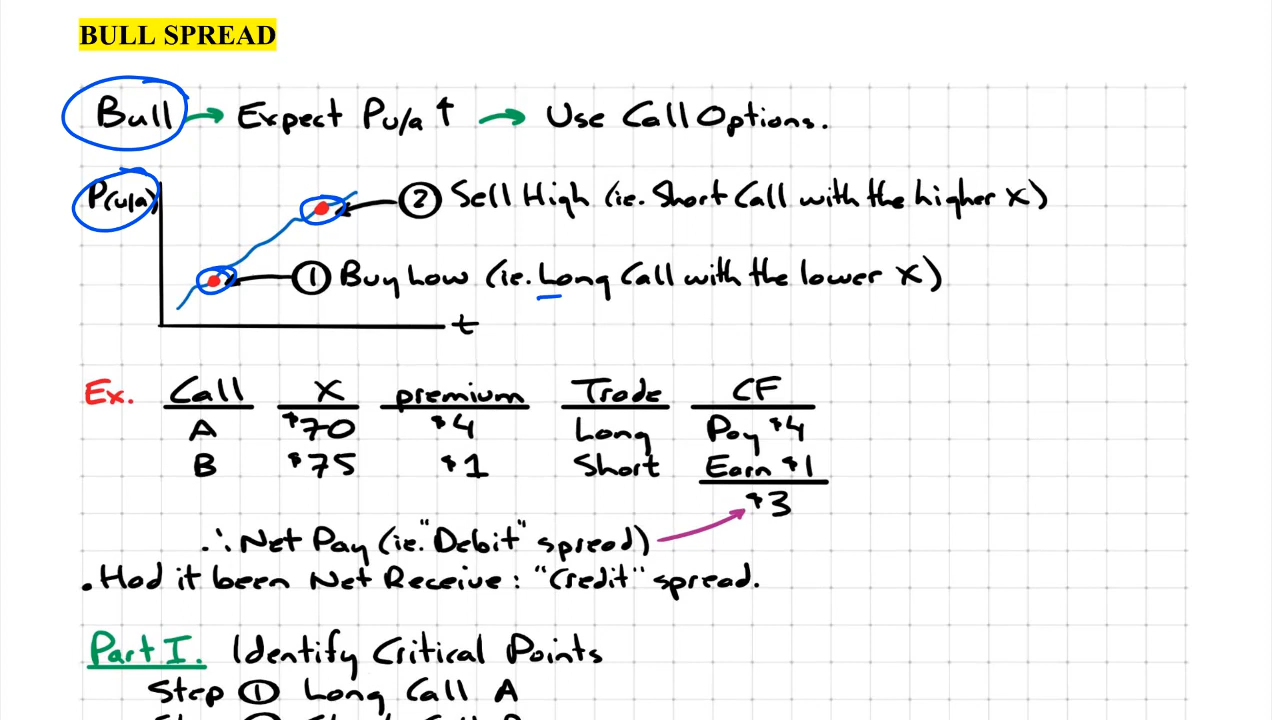 BULL SPREAD
Bull → Expect Pu/a ↑ → Use Call Options.
P(u/a)
② Sell High (ie. Short Call with the higher X)
① Buy Low (ie. Long Call with the lower X)
t
Ex. Call X premium Trade CF
A $70 $4 Long Pay $4
B $75 $1 Short Earn $1
$3
∴ Net Pay (ie. "Debit" spread)
. Had it been Net Receive: "Credit" spread.
Part I. Identify Critical Points
Step ① Long Call A